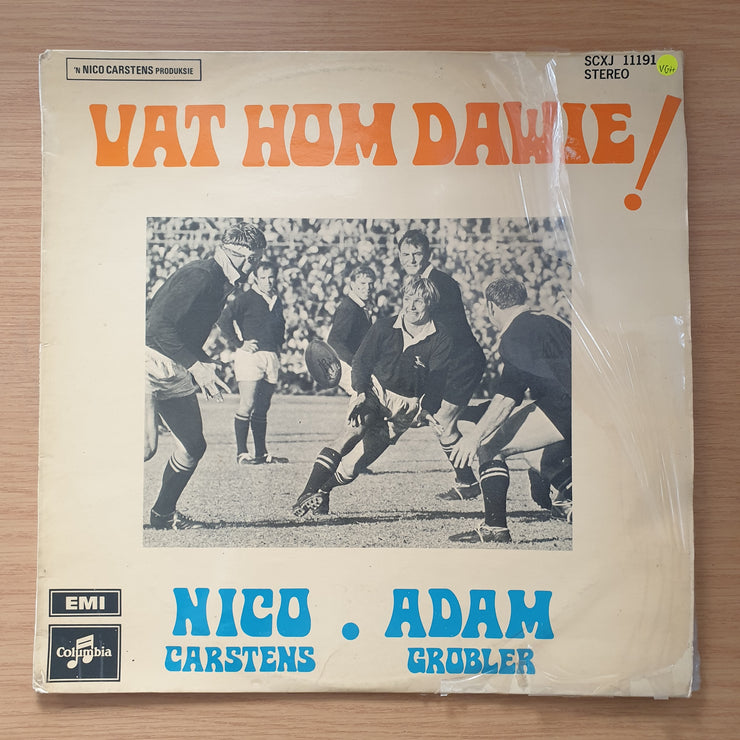 'N NICO CARSTENS PRODUKSIE
SCXJ 11191
STEREO
VG+
VAT HOM DAWIE!
EMI
Columbia
NICO . ADAM
CARSTENS GROBLER